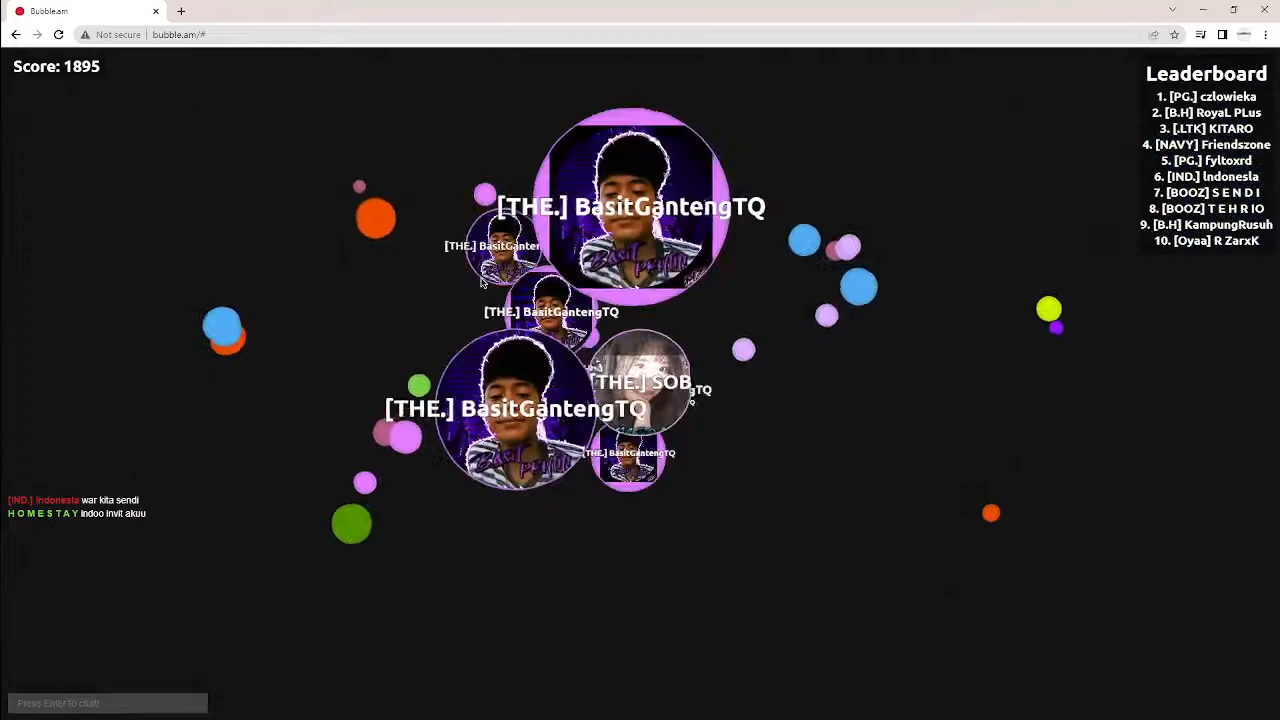 Bubble.am
Not secure
bubble.am/#
Score: 1895
Leaderboard
1. [PG.] czlowieka
2. [B.H] RoyaL PLus
3. [.LTK] KITARO
4. [NAVY] Friendszone
5. [PG.] fyltoxrd
6. [IND.] lndonesla
7. [BOOZ] S E N D I
8. [BOOZ] T E H R IO
9. [B.H] KampungRusuh
10. [Oyaa] R ZarxK
[THE.] BasitGantengTQ
[THE.] BasitGanten
[THE.] BasitGantengTQ
[THE.] SOB
gTQ
[THE.] BasitGantengTQ
[THE.] BasitGantengTQ
[IND.] Indonesia war kita sendi
H O M E S T A Y indoo invit akuu
Press Enter to chat!